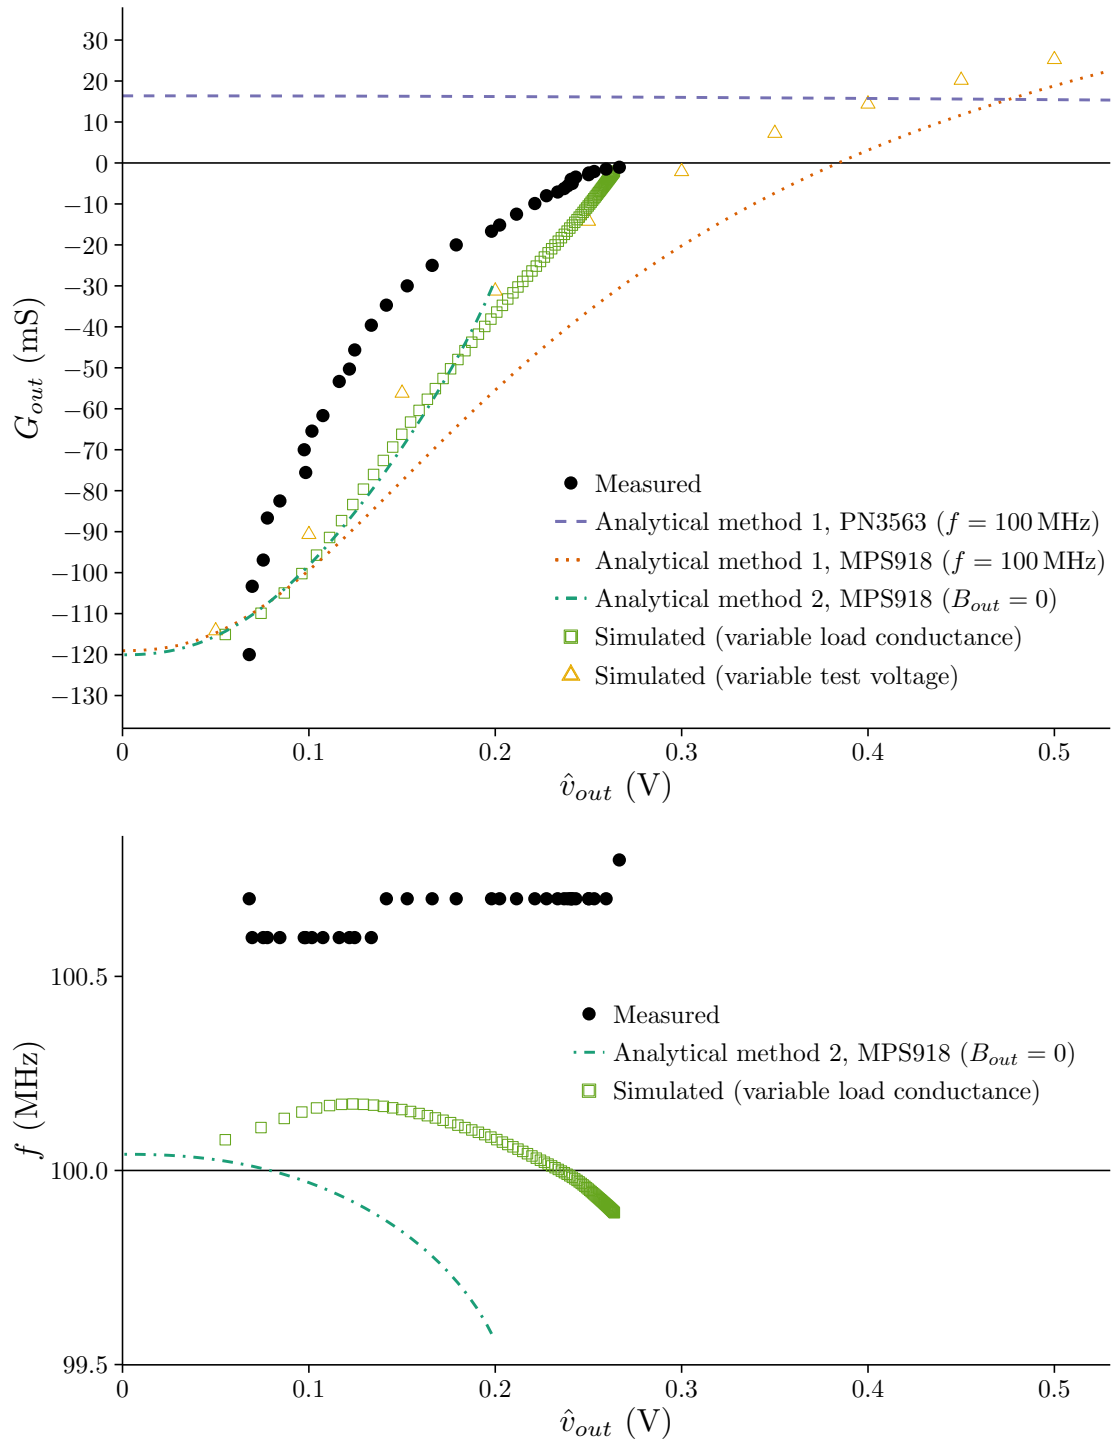 30
20
10
0
−10
−20
−30
−40
−50
−60
−70
−80
−90
−100
−110
−120
−130
G_out (mS)
Measured
Analytical method 1, PN3563 (f = 100 MHz)
Analytical method 1, MPS918 (f = 100 MHz)
Analytical method 2, MPS918 (B_out = 0)
Simulated (variable load conductance)
Simulated (variable test voltage)
0 0.1 0.2 0.3 0.4 0.5
v̂_out (V)
100.5
100.0
99.5
f (MHz)
Measured
Analytical method 2, MPS918 (B_out = 0)
Simulated (variable load conductance)
0 0.1 0.2 0.3 0.4 0.5
v̂_out (V)